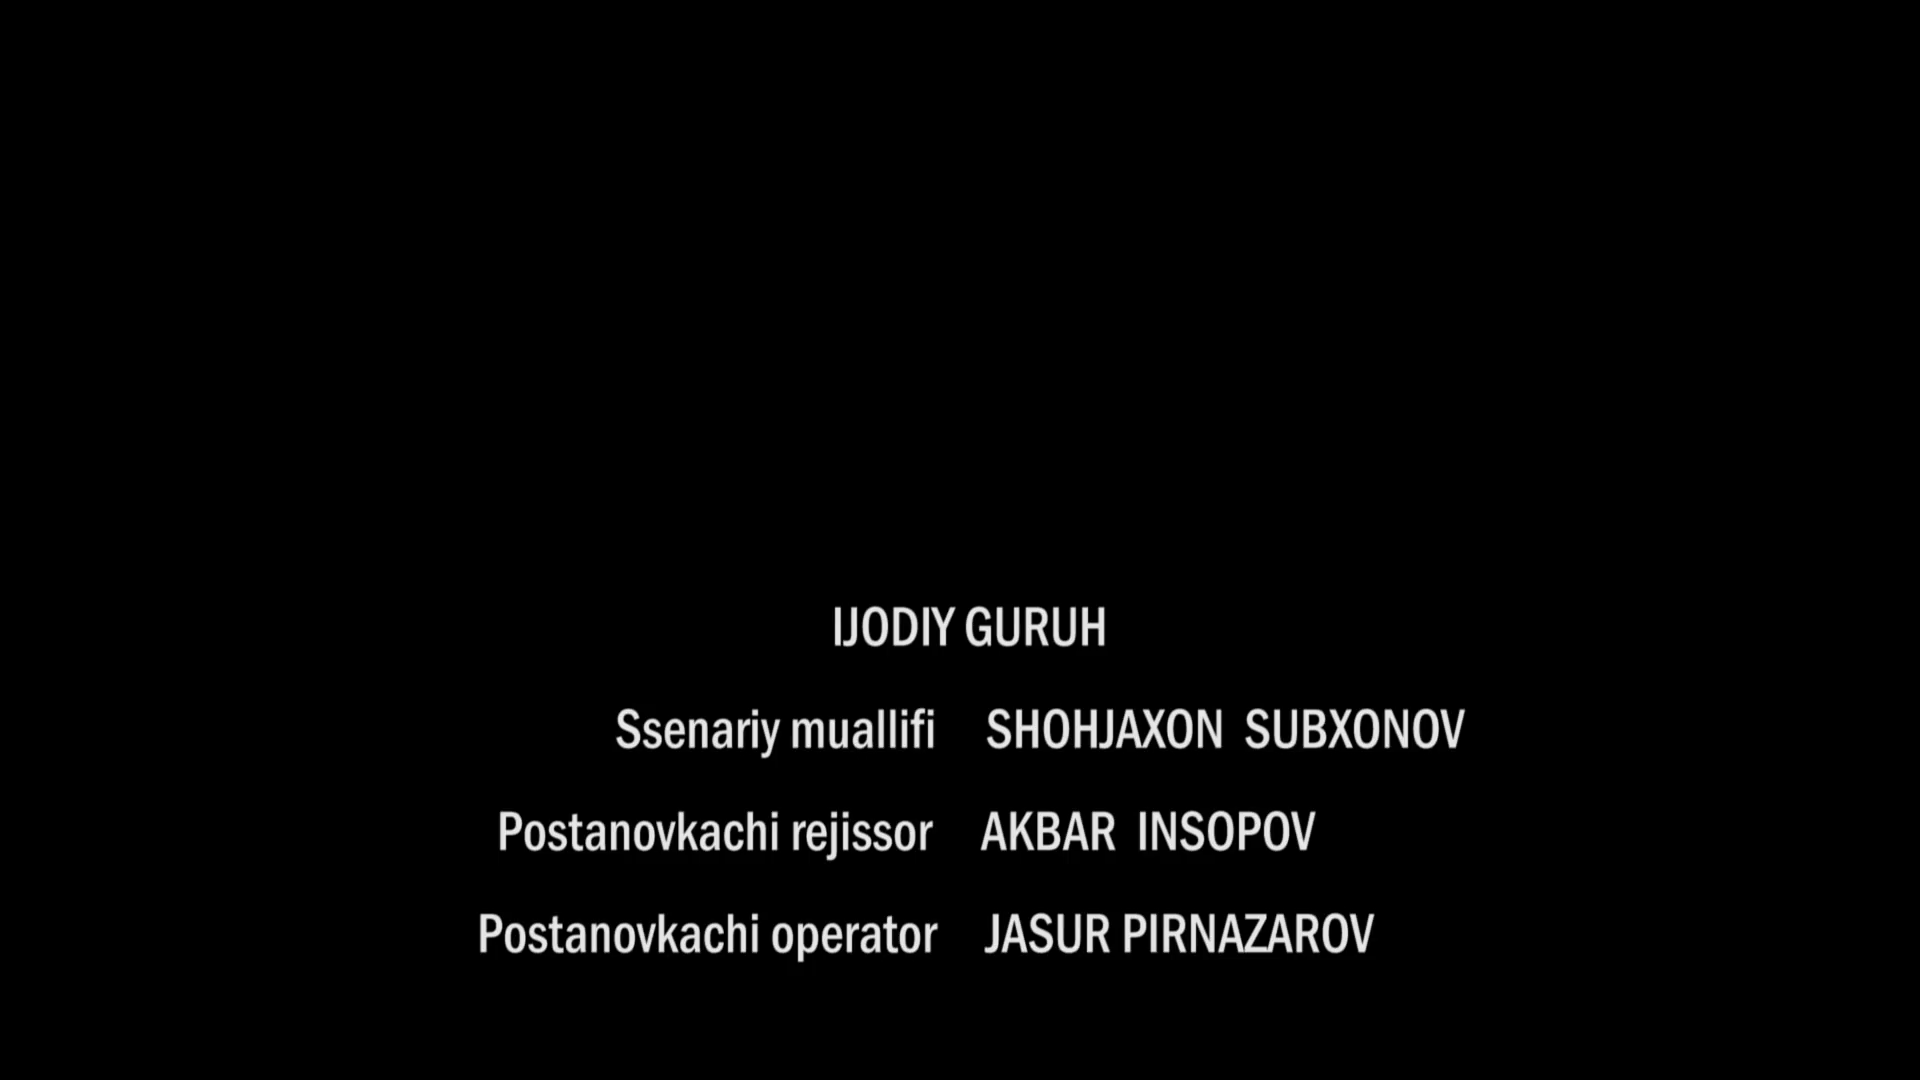 IJODIY GURUH
Ssenariy muallifi SHOHJAXON SUBXONOV
Postanovkachi rejissor AKBAR INSOPOV
Postanovkachi operator JASUR PIRNAZAROV